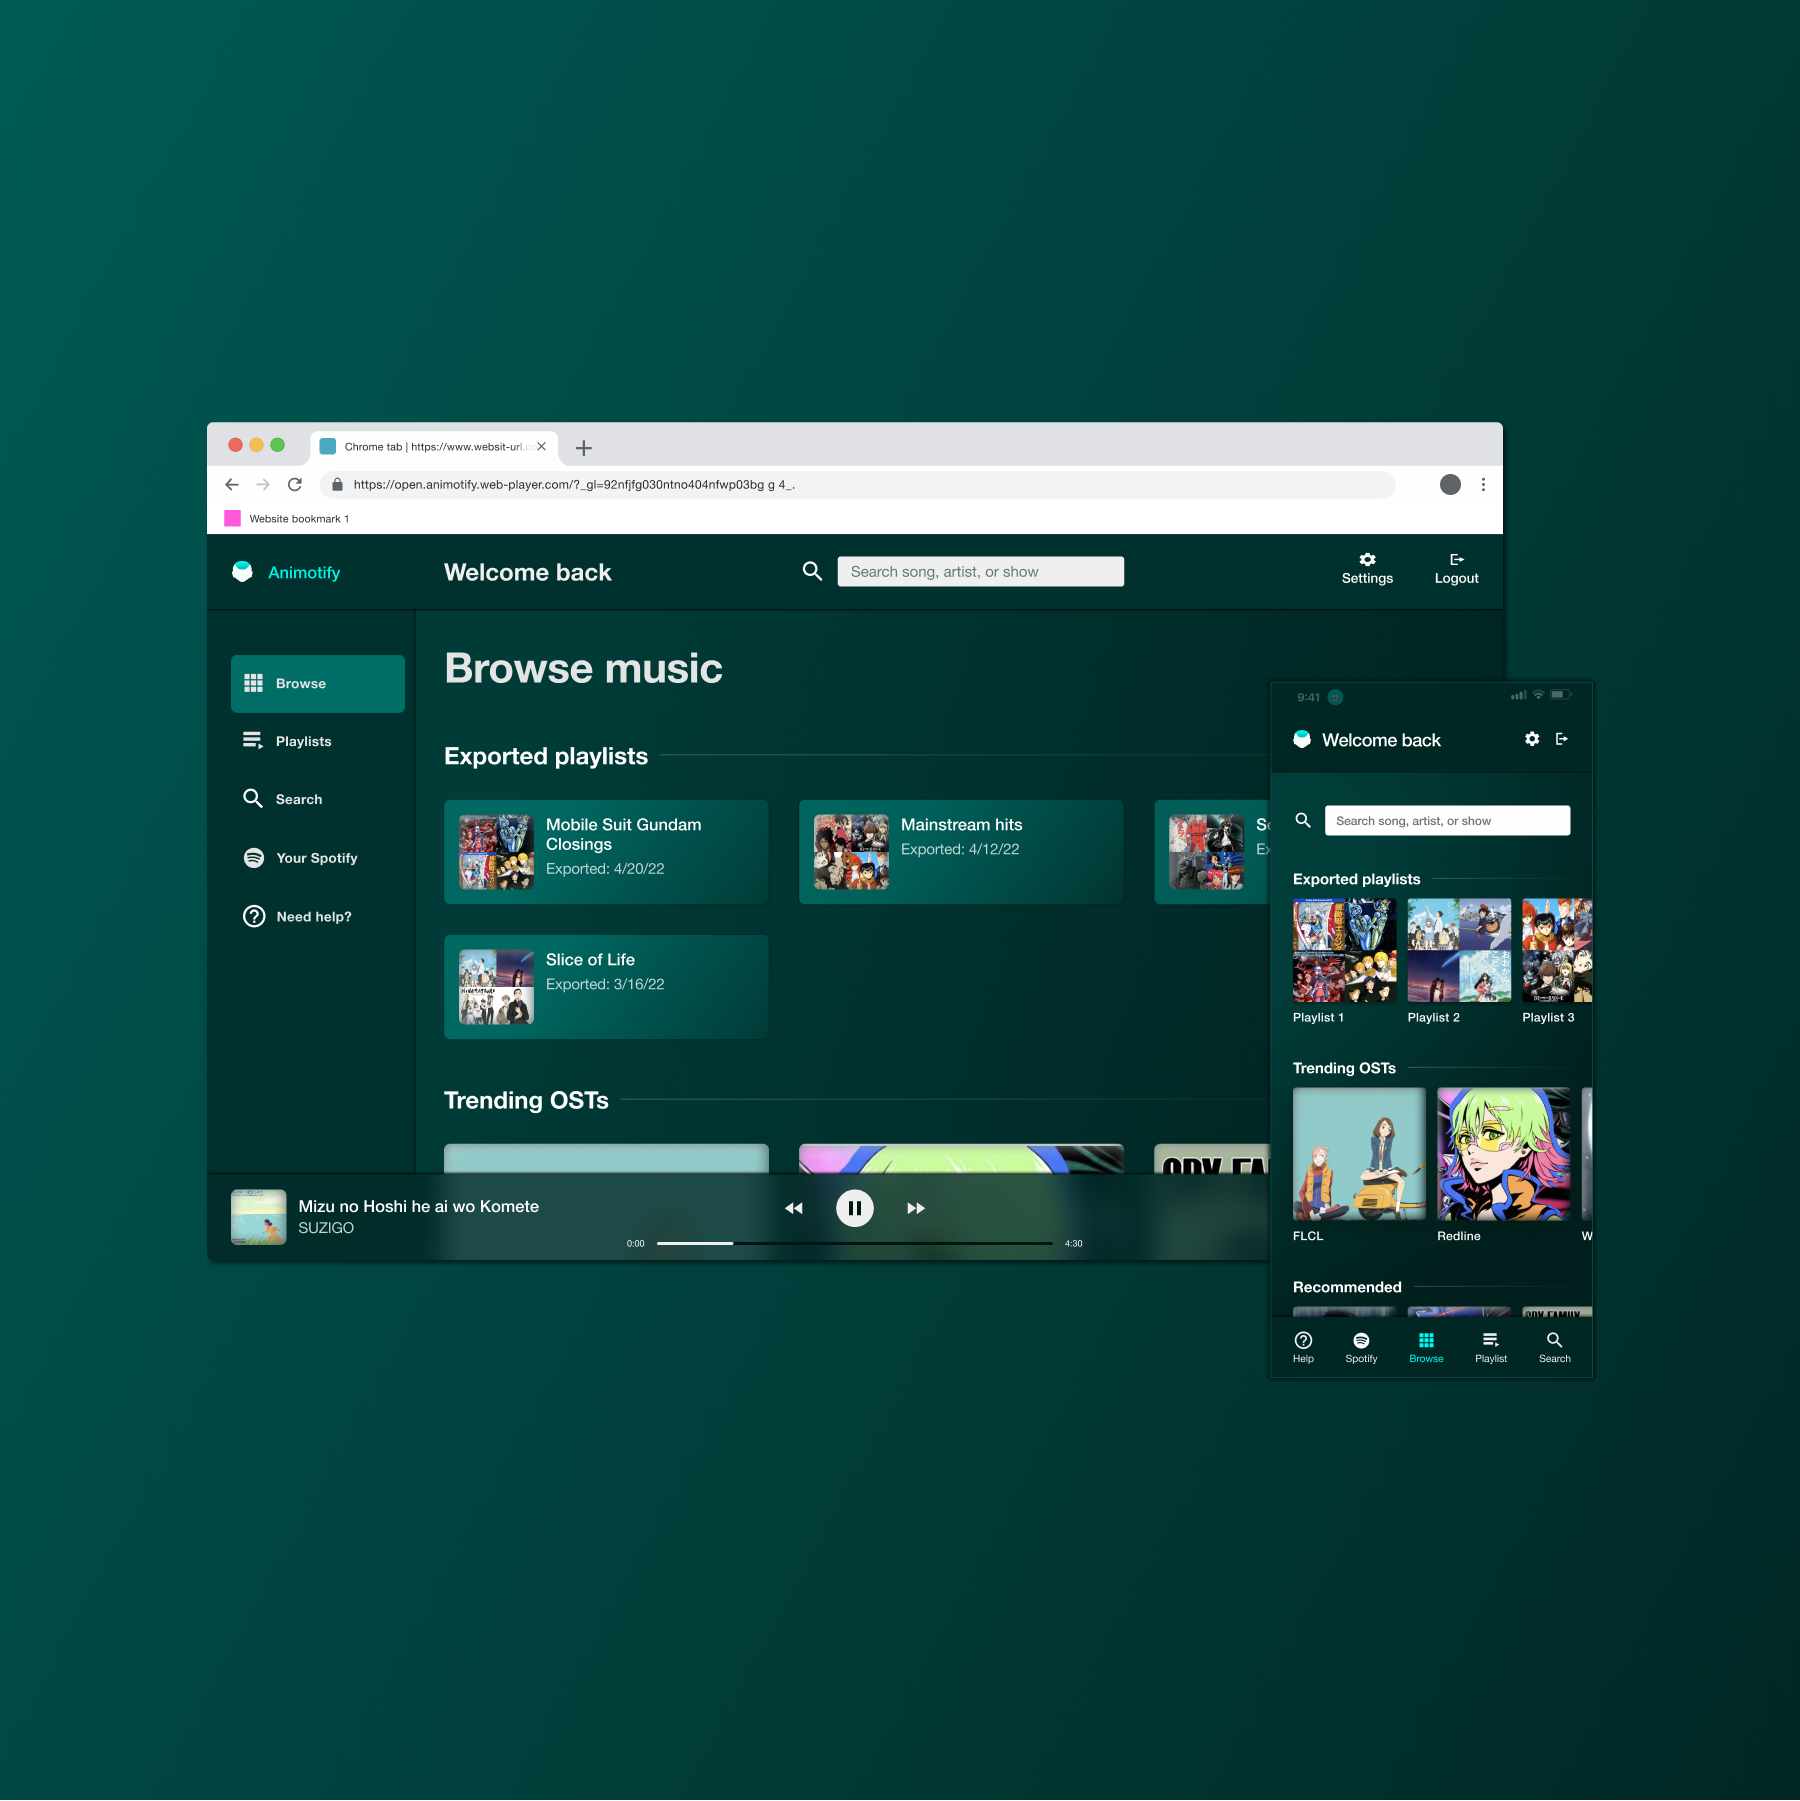 Chrome tab | https://www.websit-url.c
https://open.animotify.web-player.com/?_gl=92nfjfg030ntno404nfwp03bg g 4_.
Website bookmark 1
Animotify
Welcome back
Search song, artist, or show
Settings
Logout
Browse
Playlists
Search
Your Spotify
Need help?
Browse music
Exported playlists
Mobile Suit Gundam
Closings
Exported: 4/20/22
Mainstream hits
Exported: 4/12/22
Slice of Life
Exported: 3/16/22
Trending OSTs
Mizu no Hoshi he ai wo Komete
SUZIGO
0:00
4:30
9:41
Welcome back
Search song, artist, or show
Exported playlists
Playlist 1
Playlist 2
Playlist 3
Trending OSTs
FLCL
Redline
W
Recommended
SPY FAMILY
Help
Spotify
Browse
Playlist
Search